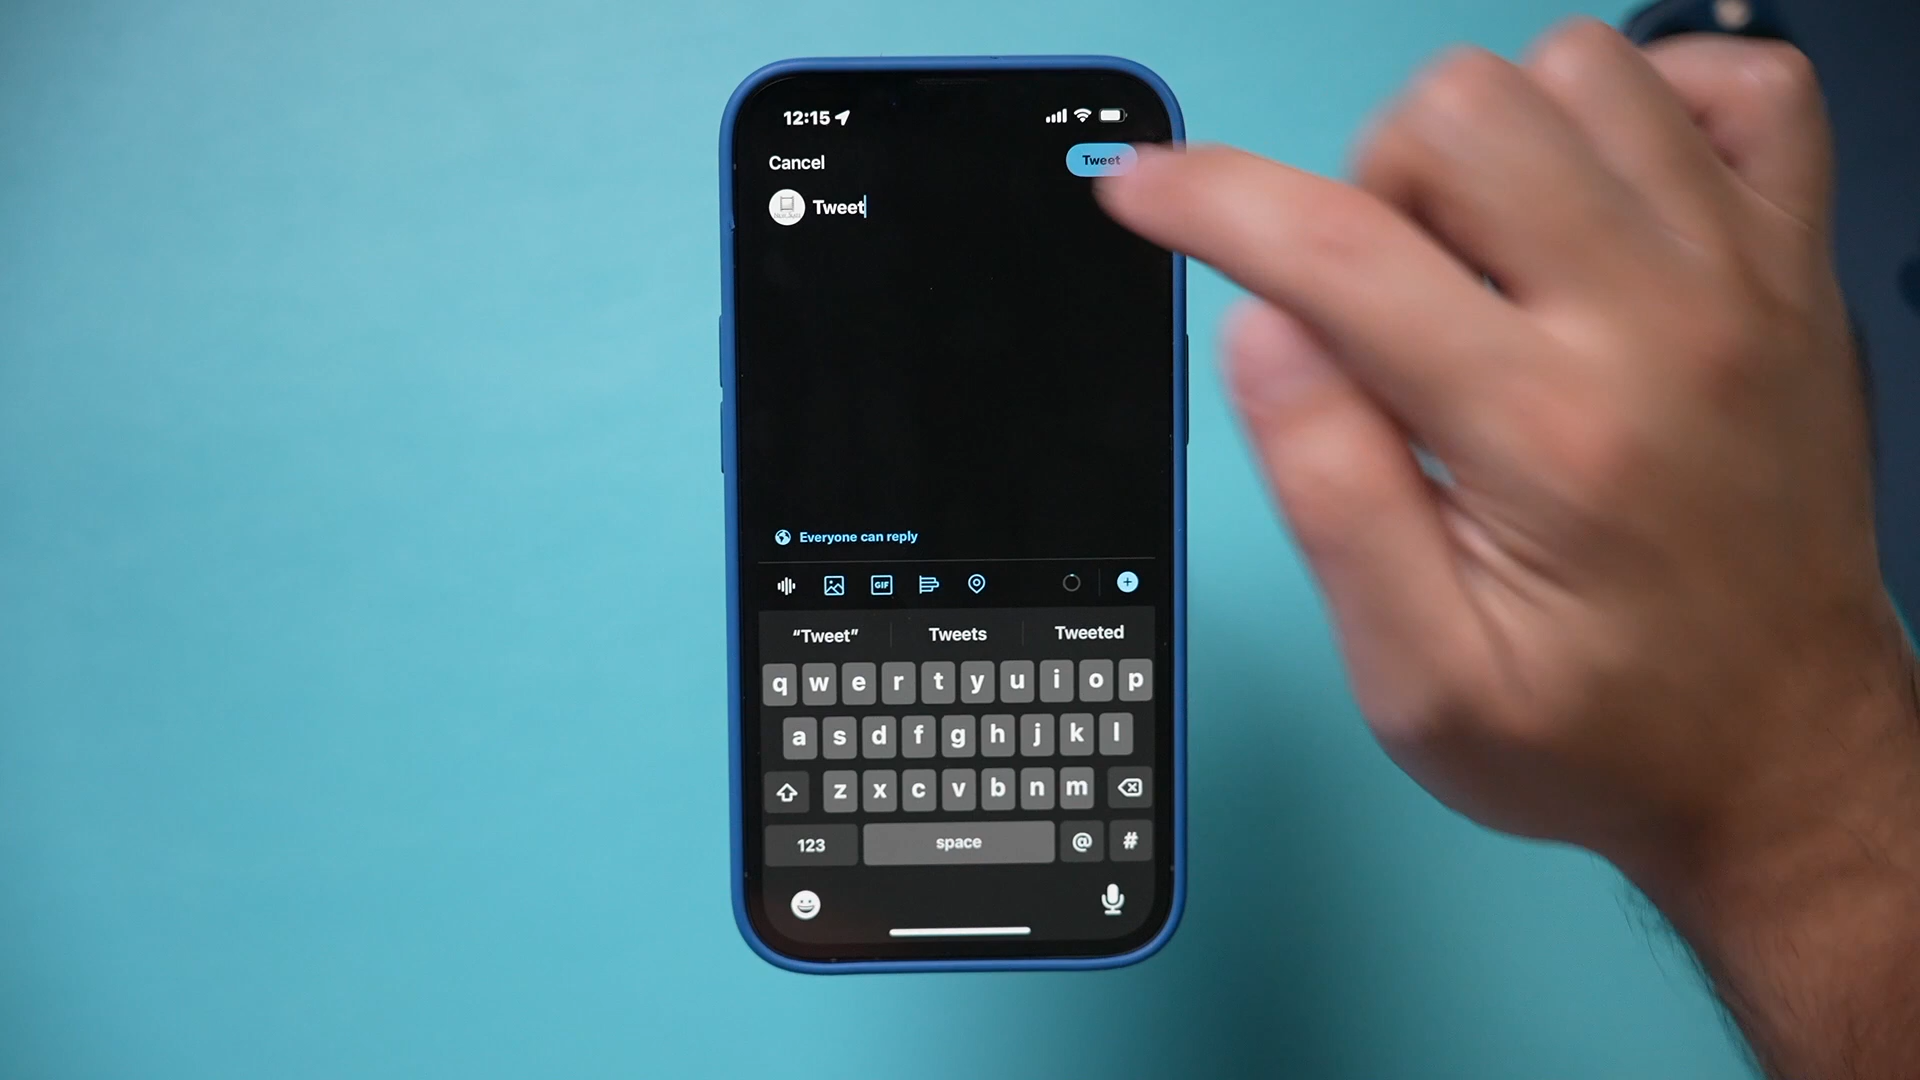 12:15
Cancel
Tweet
Tweet
Everyone can reply
GIF
“Tweet” Tweets Tweeted
q w e r t y u i o p
a s d f g h j k l
z x c v b n m
123 space @ #